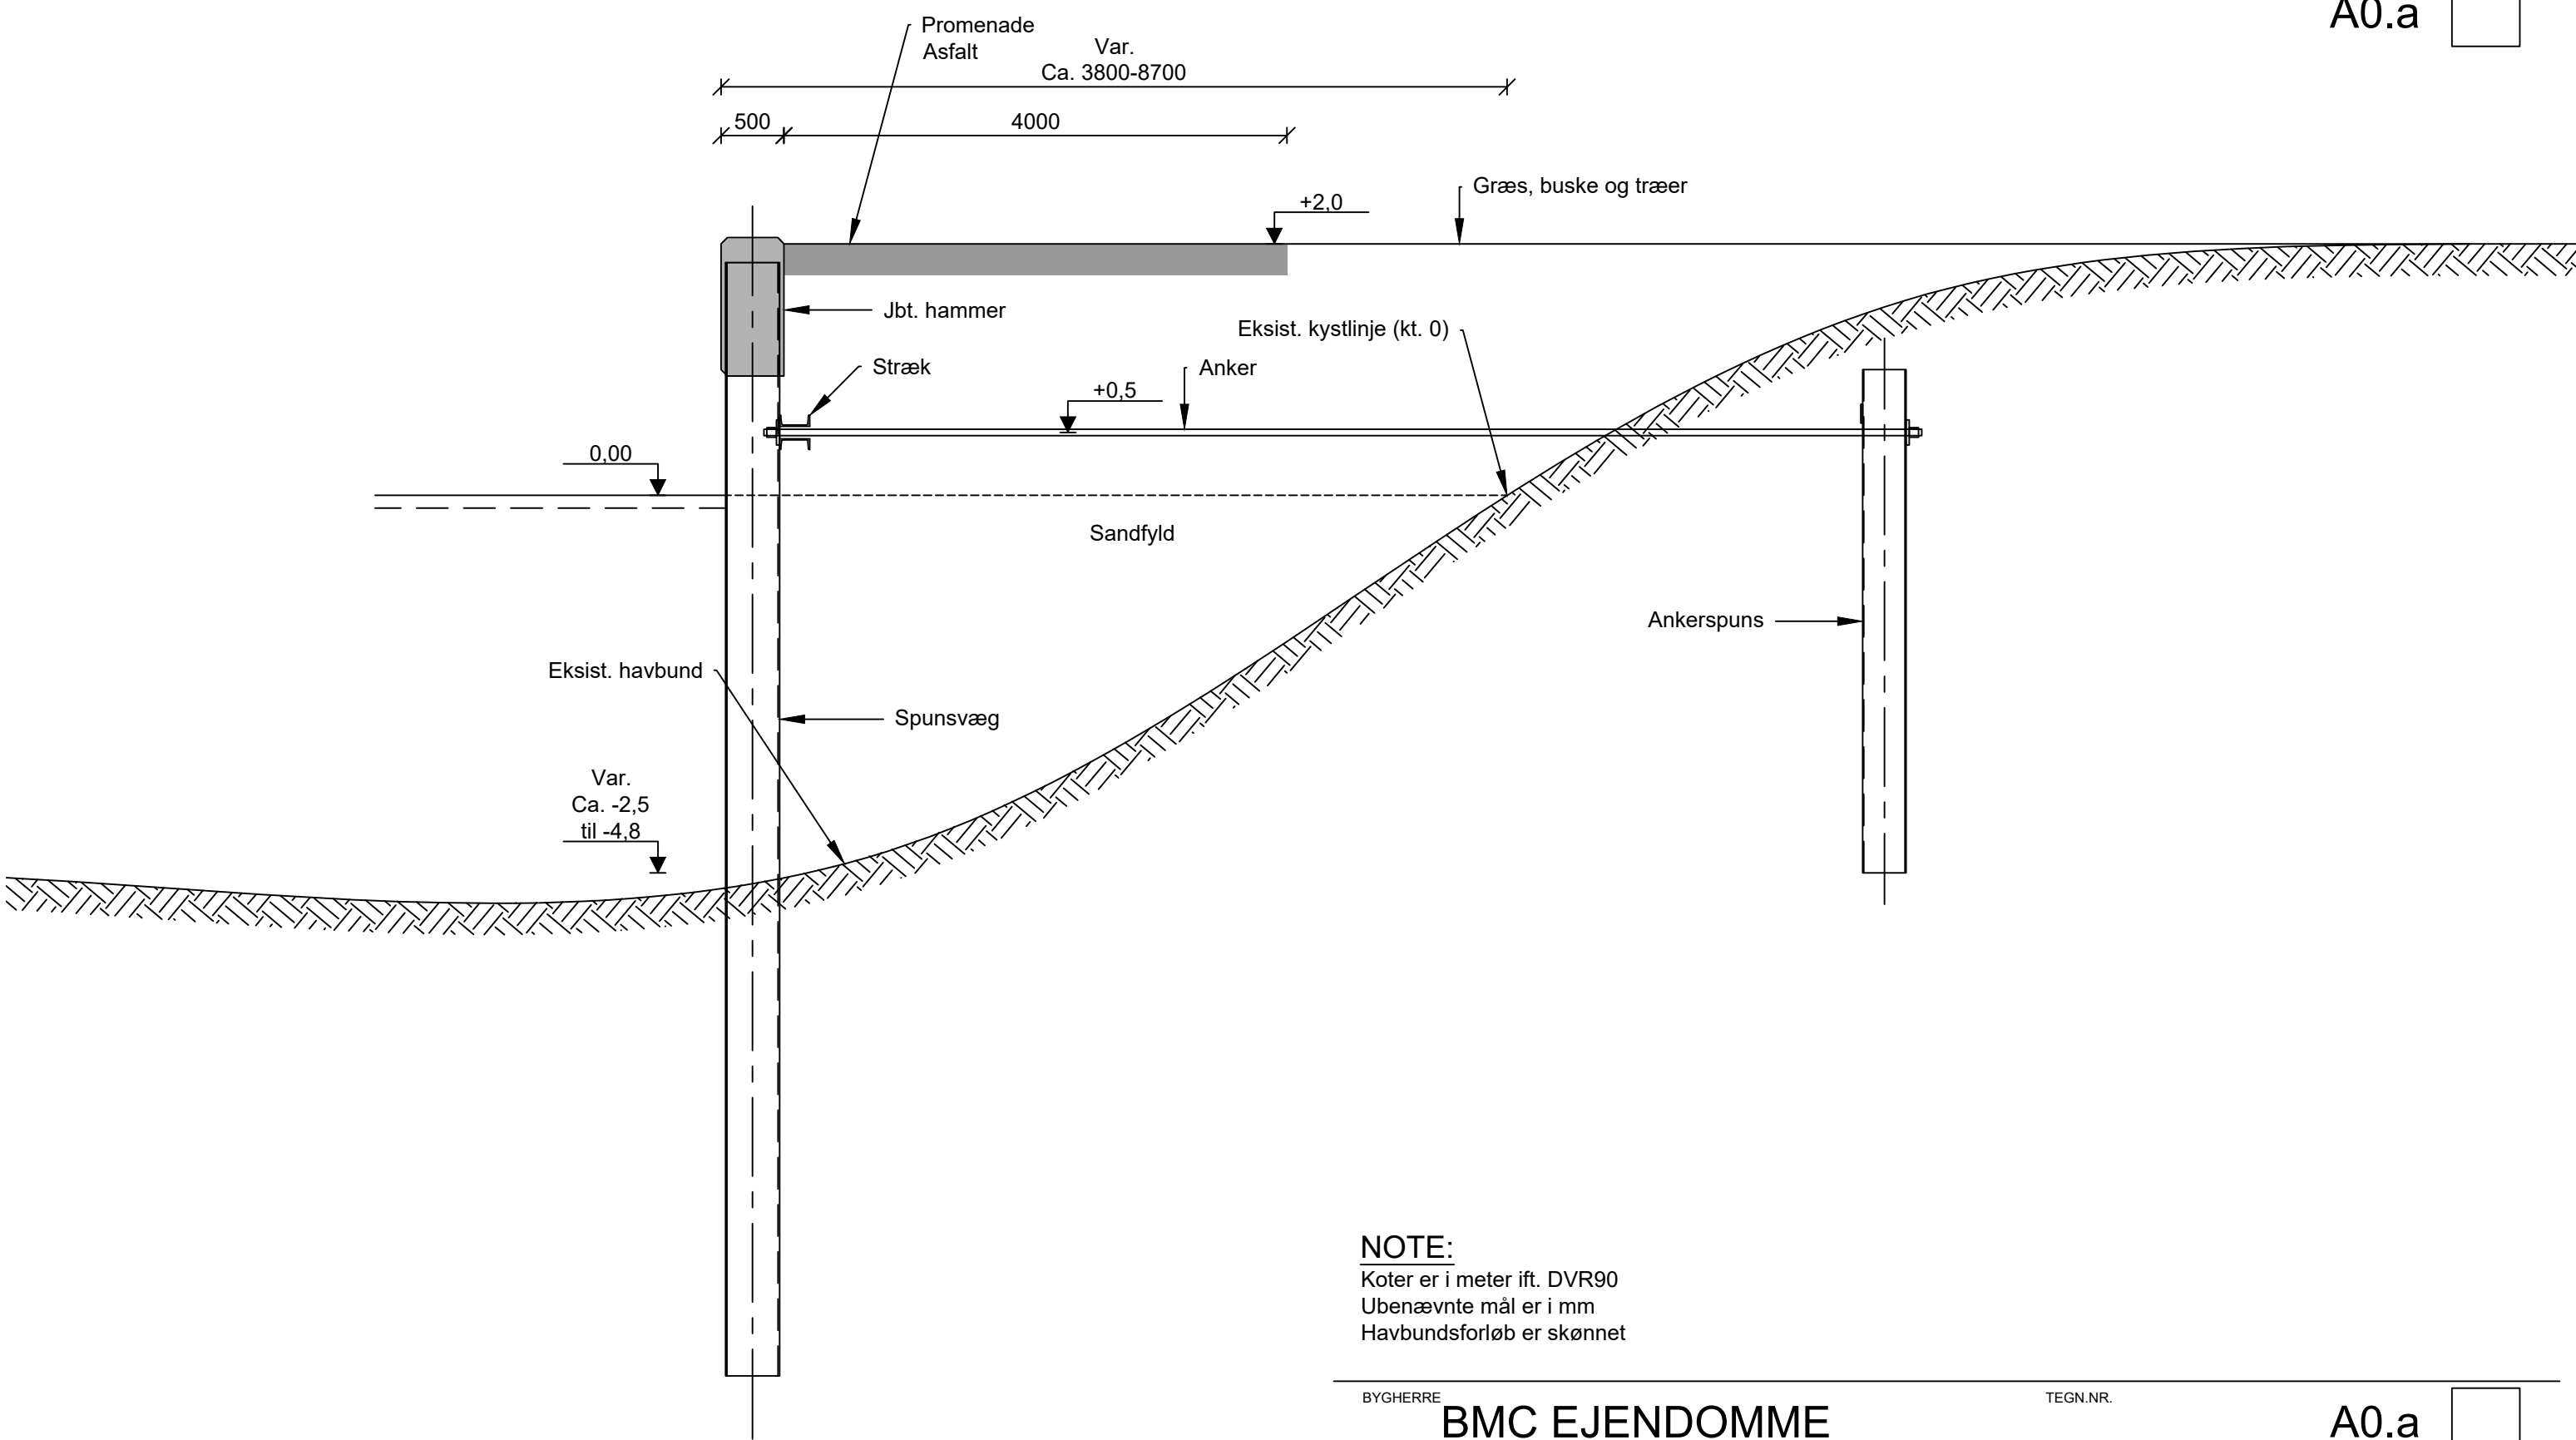 A0.a
Promenade
Asfalt
Var.
Ca. 3800-8700
500
4000
+2,0
Græs, buske og træer
Jbt. hammer
Eksist. kystlinje (kt. 0)
Stræk
Anker
+0,5
0,00
Sandfyld
Ankerspuns
Eksist. havbund
Spunsvæg
Var.
Ca. -2,5
til -4,8
NOTE:
Koter er i meter ift. DVR90
Ubenævnte mål er i mm
Havbundsforløb er skønnet
BYGHERRE
BMC EJENDOMME
TEGN.NR.
A0.a